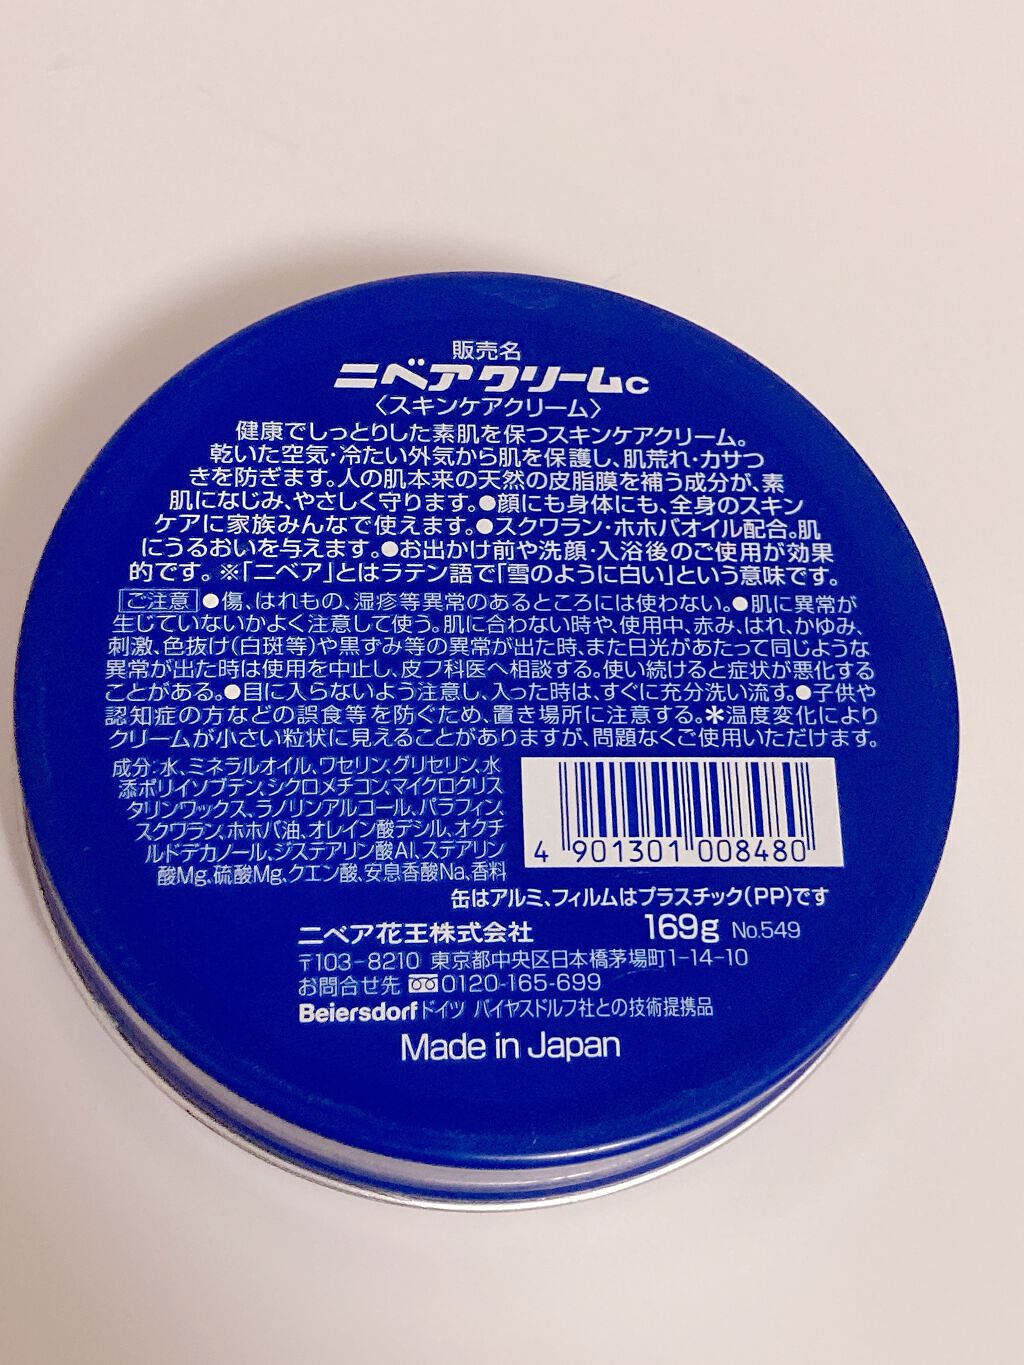 販売名
ニベアクリームc
〈スキンケアクリーム〉
健康でしっとりした素肌を保つスキンケアクリーム。
乾いた空気・冷たい外気から肌を保護し、肌荒れ・カサつ
きを防ぎます。人の肌本来の天然の皮脂膜を補う成分が、素
肌になじみ、やさしく守ります。●顔にも身体にも、全身のスキン
ケアに家族みんなで使えます。●スクワラン・ホホバオイル配合。肌
にうるおいを与えます。●お出かけ前や洗顔・入浴後のご使用が効果
的です。※「ニベア」とはラテン語で「雪のように白い」という意味です。
ご注意 ●傷、はれもの、湿疹等異常のあるところには使わない。●肌に異常が
生じていないかよく注意して使う。肌に合わない時や、使用中、赤み、はれ、かゆみ、
刺激、色抜け(白斑等)や黒ずみ等の異常が出た時、また日光があたって同じような
異常が出た時は使用を中止し、皮フ科医へ相談する。使い続けると症状が悪化する
ことがある。●目に入らないよう注意し、入った時は、すぐに充分洗い流す。●子供や
認知症の方などの誤食等を防ぐため、置き場所に注意する。＊温度変化により
クリームが小さい粒状に見えることがありますが、問題なくご使用いただけます。
成分：水、ミネラルオイル、ワセリン、グリセリン、水
添ポリイソブテン、シクロメチコン、マイクロクリス
タリンワックス、ラノリンアルコール、パラフィン、
スクワラン、ホホバ油、オレイン酸デシル、オクチ
ルドデカノール、ジステアリン酸Al、ステアリン
酸Mg、硫酸Mg、クエン酸、安息香酸Na、香料
4 901301 008480
缶はアルミ、フィルムはプラスチック(PP)です
169g No.549
ニベア花王株式会社
〒103-8210 東京都中央区日本橋茅場町1-14-10
お問合せ先 0120-165-699
Beiersdorf ドイツ バイヤスドルフ社との技術提携品
Made in Japan